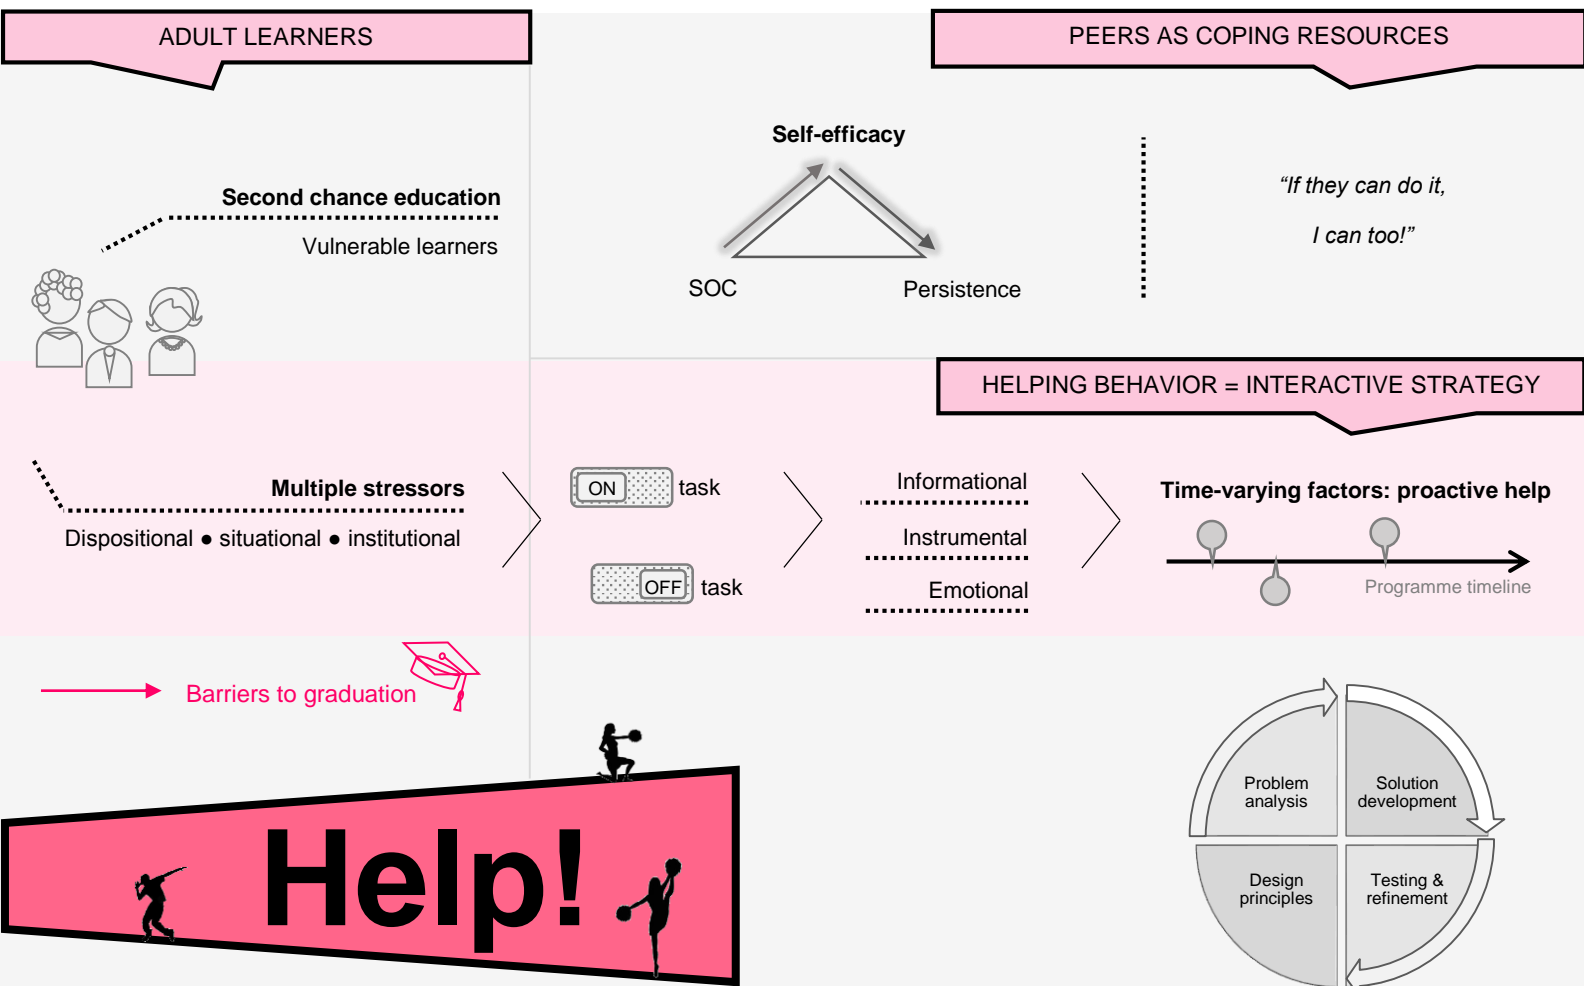 ADULT LEARNERS
PEERS AS COPING RESOURCES
Second chance education
Vulnerable learners
Self-efficacy
SOC
Persistence
“If they can do it,
I can too!”
HELPING BEHAVIOR = INTERACTIVE STRATEGY
Multiple stressors
Dispositional ● situational ● institutional
ON task
OFF task
Informational
Instrumental
Emotional
Time-varying factors: proactive help
Programme timeline
Barriers to graduation
Help!
Problem
analysis
Solution
development
Design
principles
Testing &
refinement